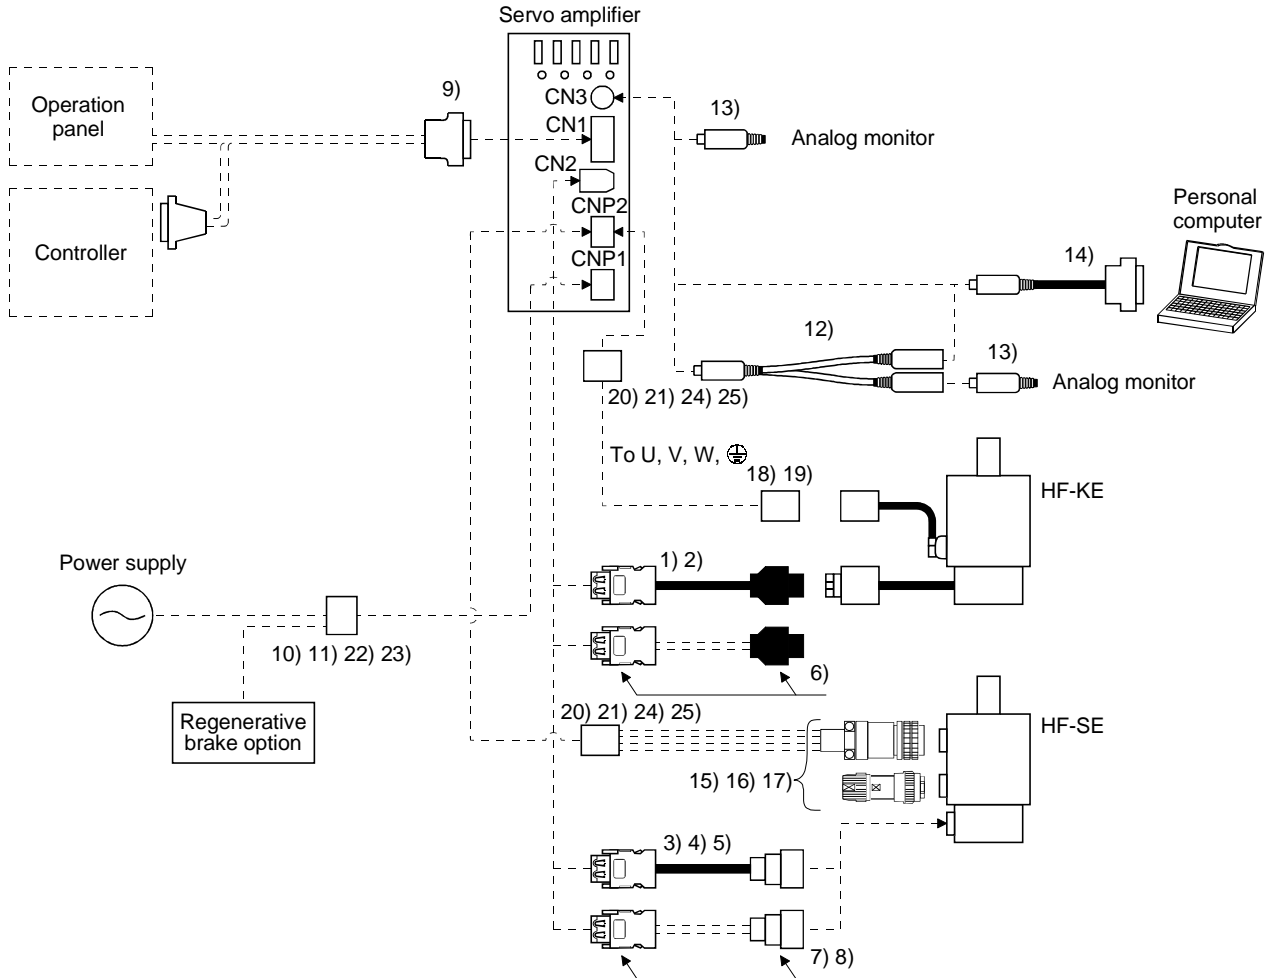 Servo amplifier
Operation
panel
9)
CN3
CN1
CN2
CNP2
CNP1
13)
Analog monitor
Controller
Personal
computer
14)
12)
13)
Analog monitor
20) 21) 24) 25)
To U, V, W,
18) 19)
HF-KE
1) 2)
Power supply
10) 11) 22) 23)
6)
Regenerative
brake option
20) 21) 24) 25)
HF-SE
15) 16) 17)
3) 4) 5)
7) 8)